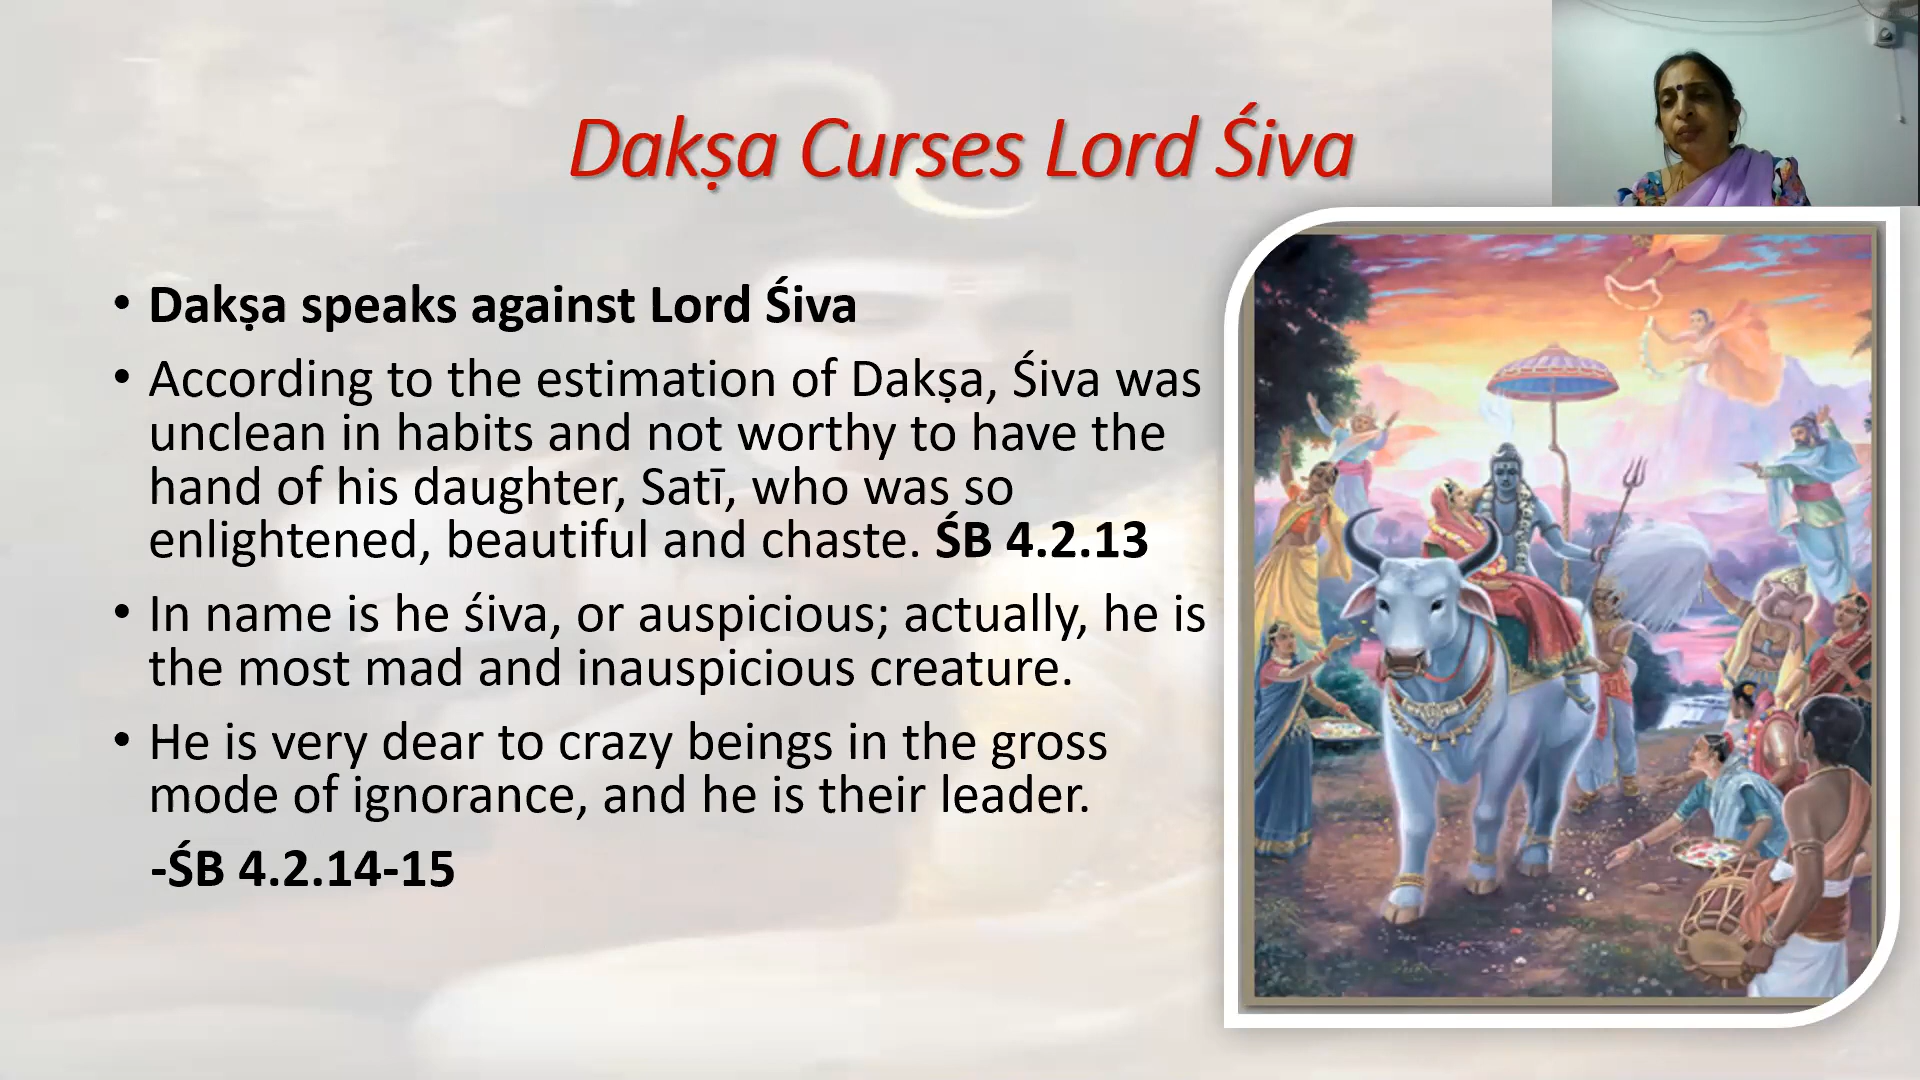 Dakṣa Curses Lord Śiva
• Dakṣa speaks against Lord Śiva
• According to the estimation of Dakṣa, Śiva was
unclean in habits and not worthy to have the
hand of his daughter, Satī, who was so
enlightened, beautiful and chaste. ŚB 4.2.13
• In name is he śiva, or auspicious; actually, he is
the most mad and inauspicious creature.
• He is very dear to crazy beings in the gross
mode of ignorance, and he is their leader.
-ŚB 4.2.14-15